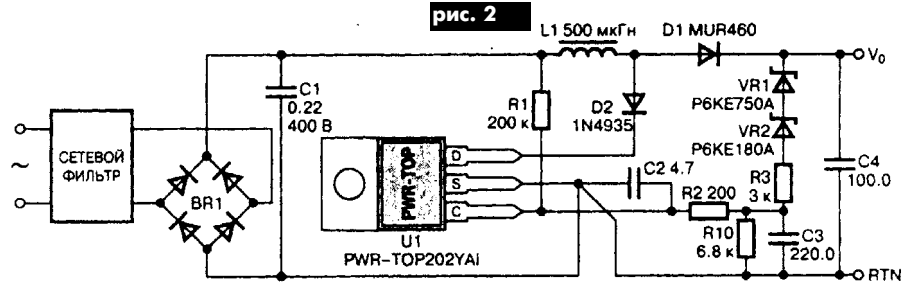 рис. 2
L1 500 мкГн
D1 MUR460
V₀
C1
0.22
400 В
R1
200 к
D2
1N4935
VR1
P6KE750A
VR2
P6KE180A
СЕТЕВОЙ
ФИЛЬТР
~
BR1
PWR-TOP
D
S
C
C2 4.7
R2 200
R3
3 к
C4
100.0
R10
6.8 к
C3
220.0
U1
PWR-TOP202YAi
RTN